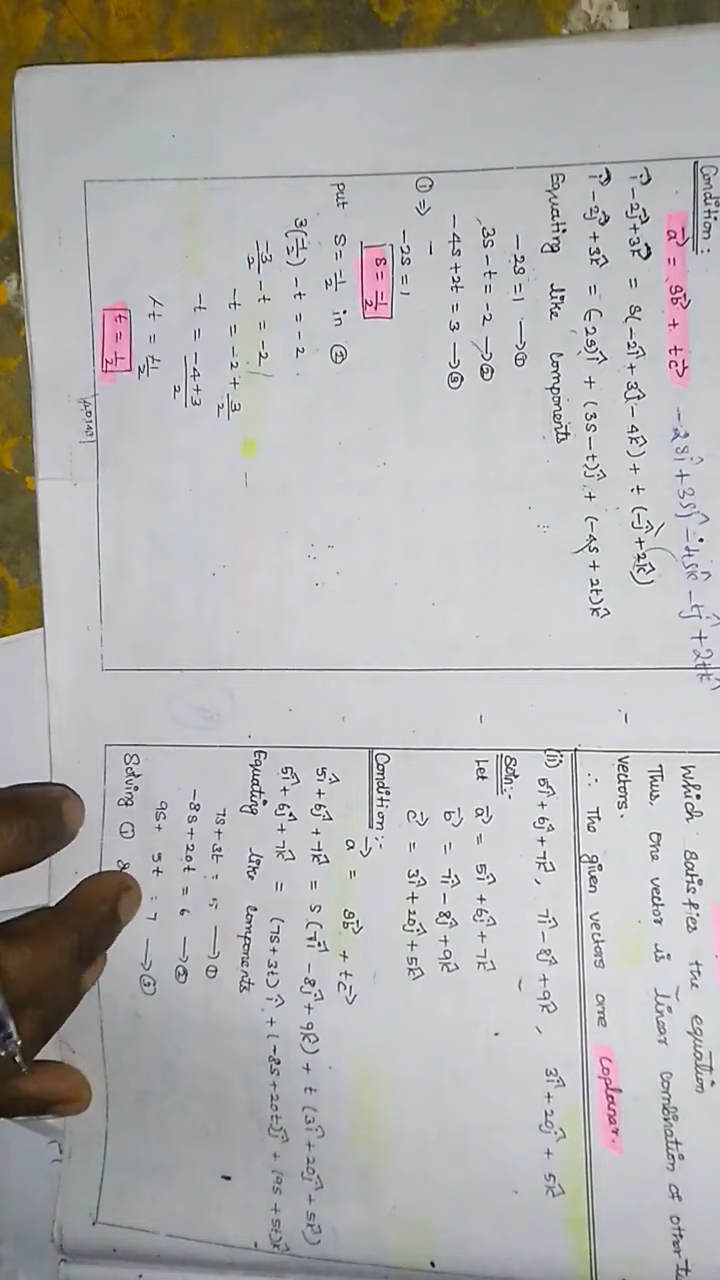 Condition:
a⃗ = sb⃗ + tc⃗ -2sî + 3sĵ - 4sk̂ - tĵ + 2tk̂
î - 2ĵ + 3k̂ = s(-2î + 3ĵ - 4k̂) + t(-ĵ + 2k̂)
î - 2ĵ + 3k̂ = (-2s)î + (3s - t)ĵ + (-4s + 2t)k̂
Equating like components
-2s = 1 → ①
3s - t = -2 → ②
-4s + 2t = 3 → ③
① ⇒
-2s = 1
s = -1/2
put s = -1/2 in ②
3(-1/2) - t = -2
-3/2 - t = -2
-t = -2 + 3/2
-t = -4+3/2
t = 1/2
which satisfies the equation
Thus, one vector is linear combination of other
vectors.
∴ The given vectors are coplanar.
(ii) 5î + 6ĵ + 7k̂, 7î - 8ĵ + 9k̂, 3î + 20ĵ + 5k̂
Soln:-
Let a⃗ = 5î + 6ĵ + 7k̂
b⃗ = 7î - 8ĵ + 9k̂
c⃗ = 3î + 20ĵ + 5k̂
Condition:-
a⃗ = sb⃗ + tc⃗
5î + 6ĵ + 7k̂ = s(7î - 8ĵ + 9k̂) + t(3î + 20ĵ + 5k̂)
5î + 6ĵ + 7k̂ = (7s + 3t)î + (-8s + 20t)ĵ + (9s + 5t)k̂
Equating like components
7s + 3t = 5 → ①
-8s + 20t = 6 → ②
9s + 5t = 7 → ③
Solving ① &